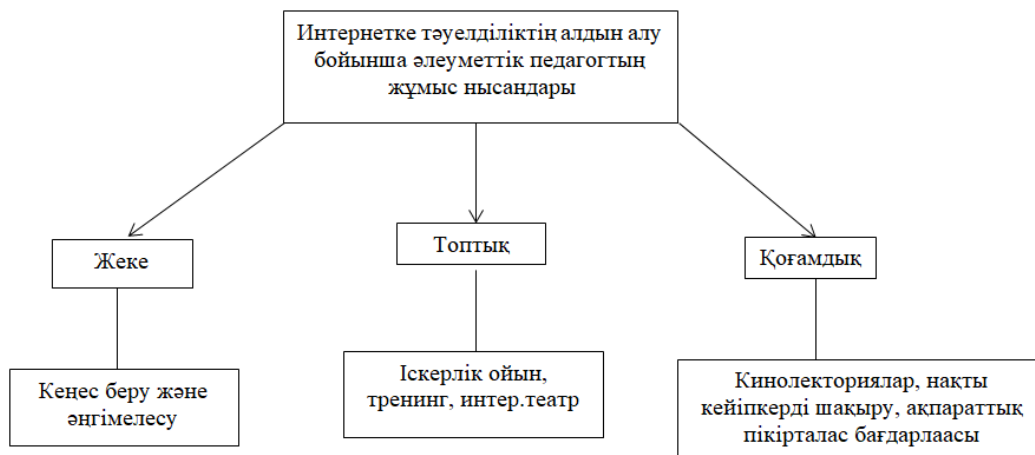 Интернетке тәуелділіктің алдын алу
бойынша әлеуметтік педагогтың
жұмыс нысандары
Жеке
Топтық
Қоғамдық
Кеңес беру және
әңгімелесу
Іскерлік ойын,
тренинг, интер.театр
Кинолекториялар, нақты
кейіпкерді шақыру, ақпараттық
пікірталас бағдарлаасы